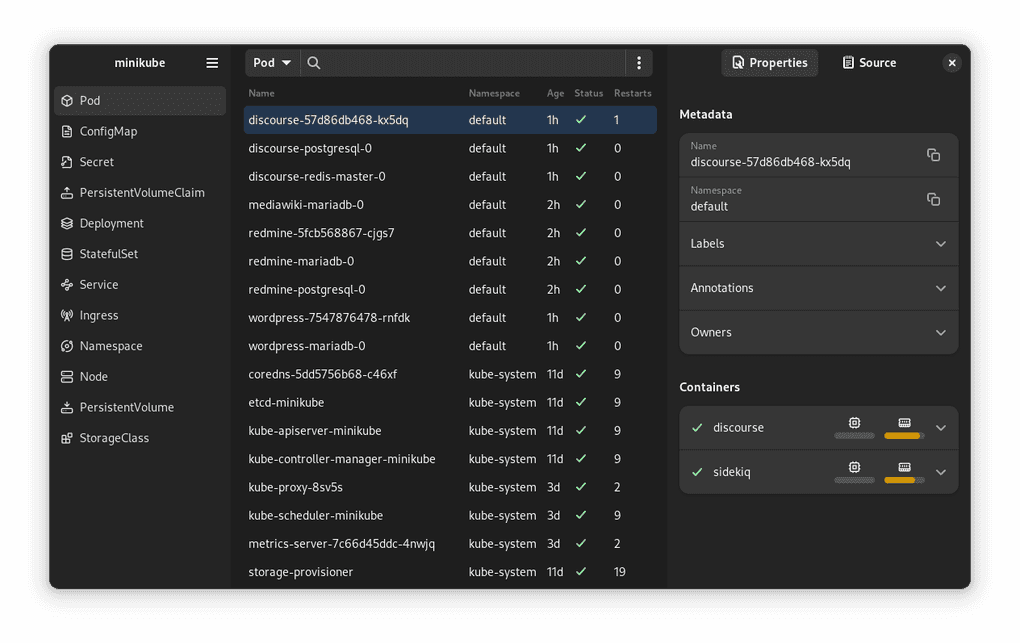 minikube
Pod
ConfigMap
Secret
PersistentVolumeClaim
Deployment
StatefulSet
Service
Ingress
Namespace
Node
PersistentVolume
StorageClass
Pod
Name Namespace Age Status Restarts
discourse-57d86db468-kx5dq default 1h 1
discourse-postgresql-0 default 1h 0
discourse-redis-master-0 default 1h 0
mediawiki-mariadb-0 default 2h 0
redmine-5fcb568867-cjgs7 default 2h 0
redmine-mariadb-0 default 2h 0
redmine-postgresql-0 default 2h 0
wordpress-7547876478-rnfdk default 1h 0
wordpress-mariadb-0 default 1h 0
coredns-5dd5756b68-c46xf kube-system 11d 9
etcd-minikube kube-system 11d 9
kube-apiserver-minikube kube-system 11d 9
kube-controller-manager-minikube kube-system 11d 9
kube-proxy-8sv5s kube-system 3d 2
kube-scheduler-minikube kube-system 3d 9
metrics-server-7c66d45ddc-4nwjq kube-system 3d 2
storage-provisioner kube-system 11d 19
Properties Source
Metadata
Name
discourse-57d86db468-kx5dq
Namespace
default
Labels
Annotations
Owners
Containers
discourse
sidekiq